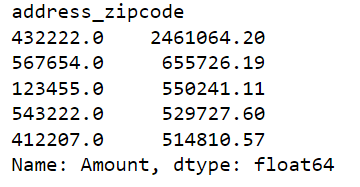 address_zipcode
432222.0    2461064.20
567654.0     655726.19
123455.0     550241.11
543222.0     529727.60
412207.0     514810.57
Name: Amount, dtype: float64